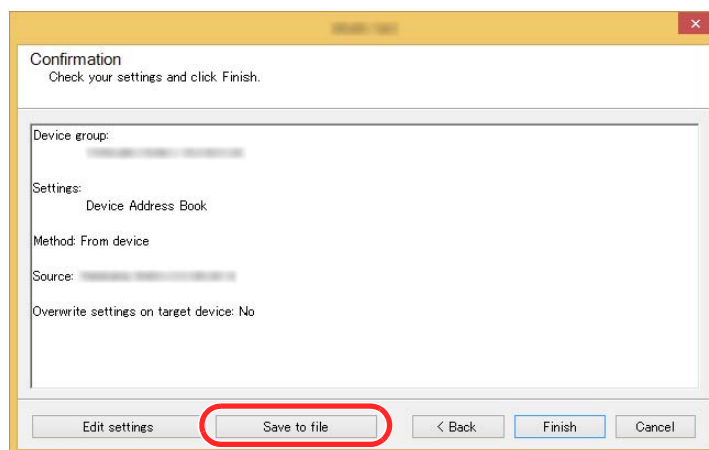 Confirmation
Check your settings and click Finish.
Device group:
Settings:
Device Address Book
Method: From device
Source:
Overwrite settings on target device: No
Edit settings
Save to file
< Back
Finish
Cancel